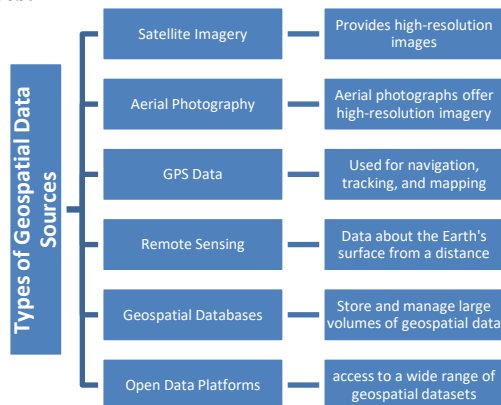 Types of Geospatial Data
Sources
Satellite Imagery
Provides high-resolution
images
Aerial Photography
Aerial photographs offer
high-resolution imagery
GPS Data
Used for navigation,
tracking, and mapping
Remote Sensing
Data about the Earth's
surface from a distance
Geospatial Databases
Store and manage large
volumes of geospatial data
Open Data Platforms
access to a wide range of
geospatial datasets